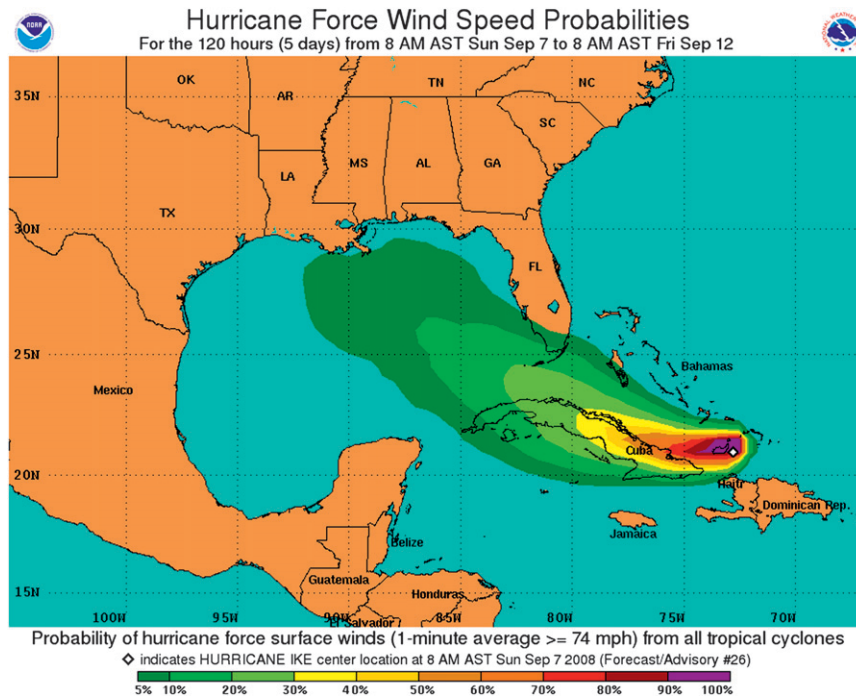 NOAA
Hurricane Force Wind Speed Probabilities
For the 120 hours (5 days) from 8 AM AST Sun Sep 7 to 8 AM AST Fri Sep 12
NATIONAL WEATHER
35N
OK
AR
TN
NC
SC
MS
AL
GA
LA
TX
30N
FL
25N
Bahamas
Mexico
Cuba
20N
Haiti
Dominican Rep.
Jamaica
Belize
Guatemala
15N
Honduras
100W 95W 90W 85W 80W 75W 70W
El Salvador
Probability of hurricane force surface winds (1-minute average >= 74 mph) from all tropical cyclones
indicates HURRICANE IKE center location at 8 AM AST Sun Sep 7 2008 (Forecast/Advisory #26)
5% 10% 20% 30% 40% 50% 60% 70% 80% 90% 100%